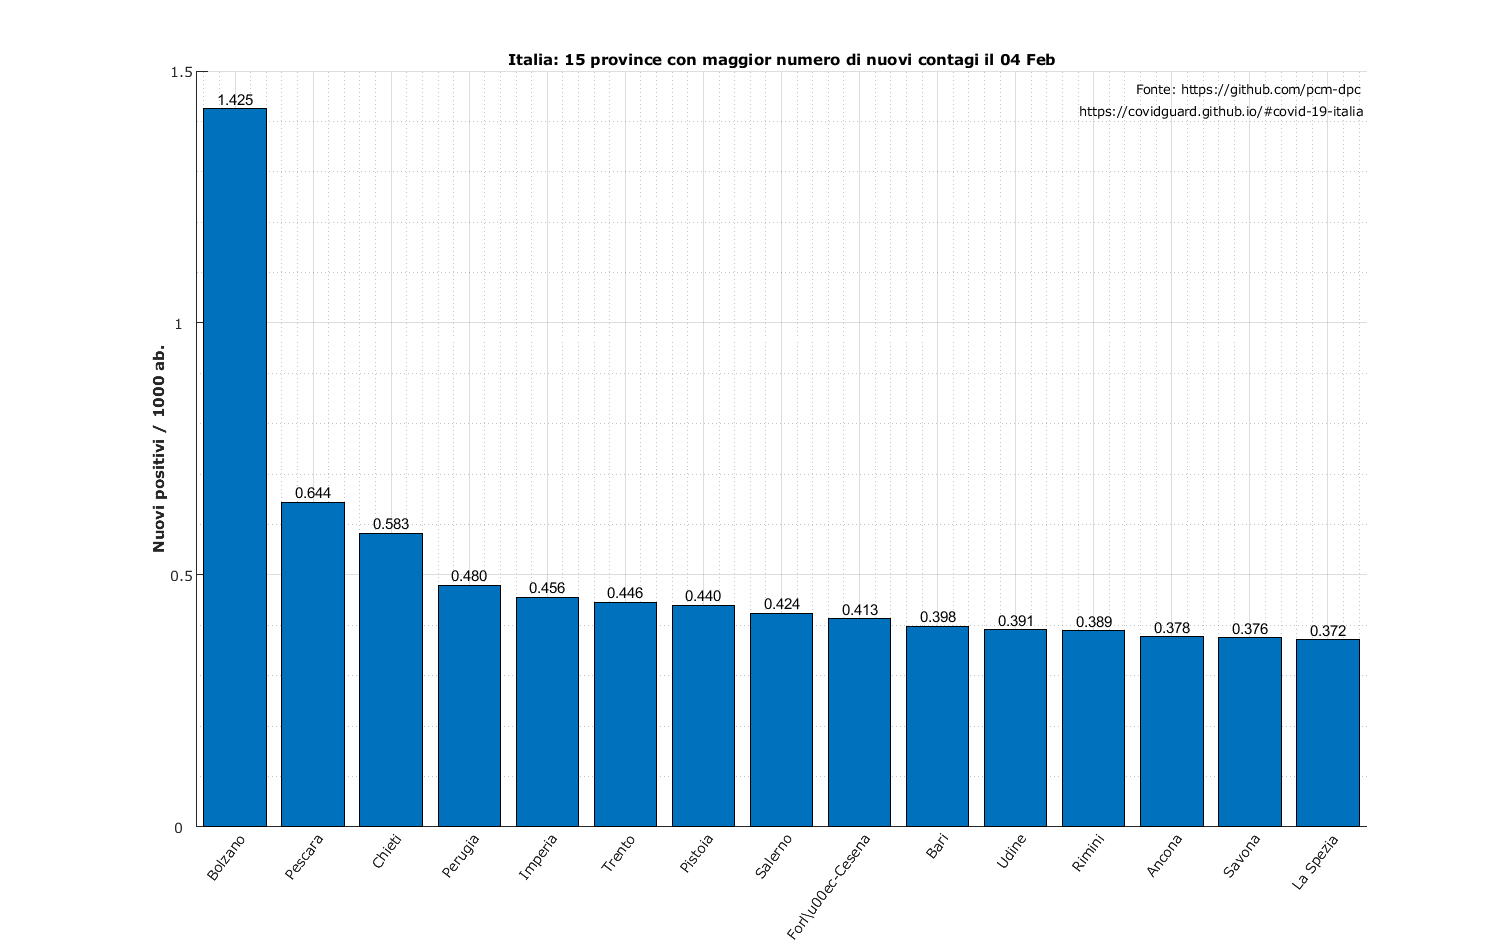 Italia: 15 province con maggior numero di nuovi contagi il 04 Feb
Fonte: https://github.com/pcm-dpc
https://covidguard.github.io/#covid-19-italia
Nuovi positivi / 1000 ab.
1.5
1
0.5
0
1.425
0.644
0.583
0.480
0.456
0.446
0.440
0.424
0.413
0.398
0.391
0.389
0.378
0.376
0.372
Bolzano
Pescara
Chieti
Perugia
Imperia
Trento
Pistoia
Salerno
Forl\u00ec-Cesena
Bari
Udine
Rimini
Ancona
Savona
La Spezia